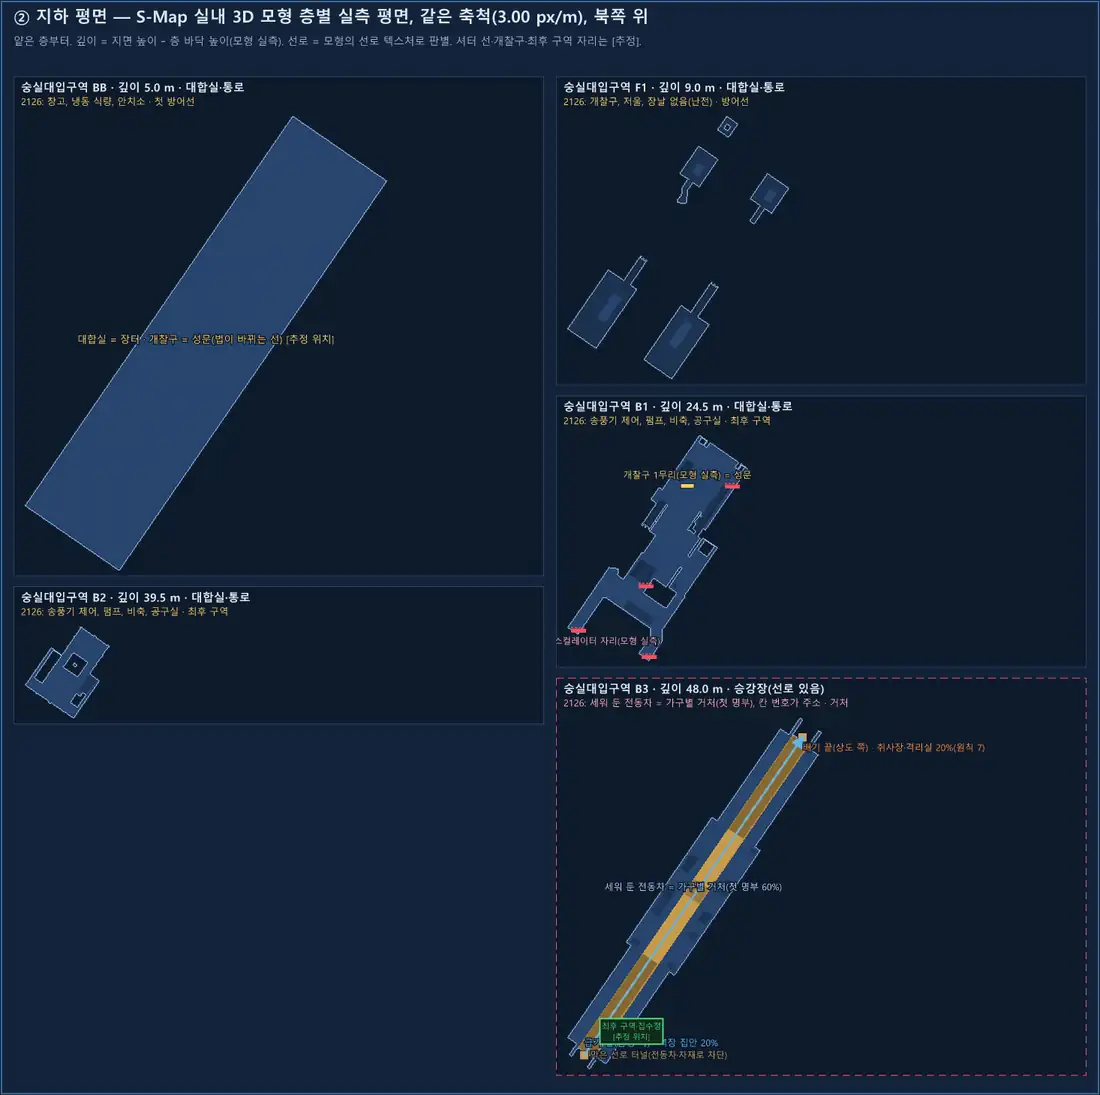 ② 지하 평면 — S-Map 실내 3D 모형 층별 실측 평면, 같은 축척(3.00 px/m), 북쪽 위
얕은 층부터. 깊이 = 지면 높이 - 층 바닥 높이(모형 실측). 선로 = 모형의 선로 텍스처로 판별. 셔터 선·개찰구·최후 구역 자리는 [추정].
숭실대입구역 BB · 깊이 5.0 m · 대합실·통로
2126: 창고, 냉동 식량, 안치소 · 첫 방어선
대합실 = 장터 · 개찰구 = 성문(법이 바뀌는 선) [추정 위치]
숭실대입구역 F1 · 깊이 9.0 m · 대합실·통로
2126: 개찰구, 저울, 장날 없음(난전) · 방어선
숭실대입구역 B1 · 깊이 24.5 m · 대합실·통로
2126: 송풍기 제어, 펌프, 비축, 공구실 · 최후 구역
개찰구 1무리(모형 실측) = 성문
스컬레이터 자리(모형 실측)
숭실대입구역 B2 · 깊이 39.5 m · 대합실·통로
2126: 송풍기 제어, 펌프, 비축, 공구실 · 최후 구역
숭실대입구역 B3 · 깊이 48.0 m · 승강장(선로 있음)
2126: 세워 둔 전동차 = 가구별 거처(첫 명부), 칸 번호가 주소 · 거처
배기 끝(상도 쪽) · 취사장·격리실 20%(원칙 7)
세워 둔 전동차 = 가구별 거처(첫 명부 60%)
최후 구역·집수정
[추정 위치]
장 집안 20%
막은 선로 터널(전동차·자재로 차단)